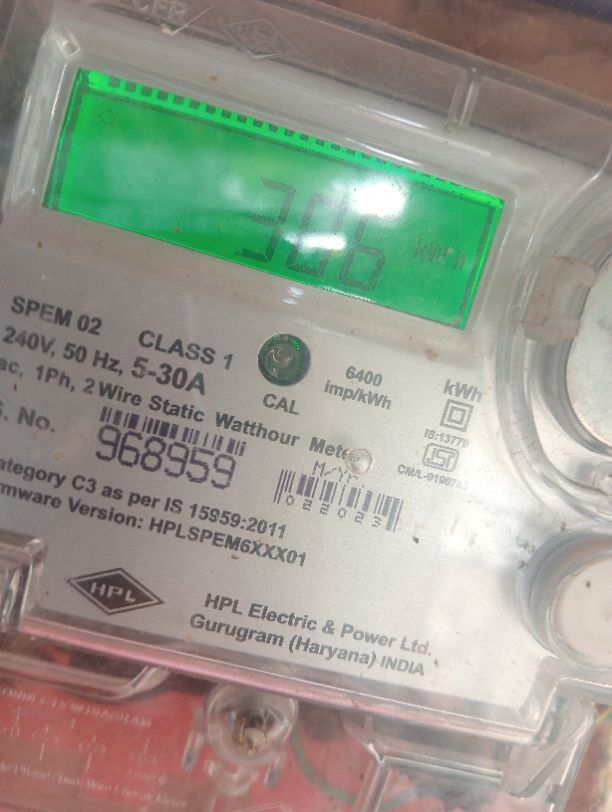 306 kWh
SPEM 02 CLASS 1
240V, 50 Hz, 5-30A
ac, 1Ph, 2 Wire Static Watthour Meter
CAL
6400
imp/kWh
kWh
IS:13779
S. No.
968959
M/Yr
022023
ategory C3 as per IS 15959:2011
rmware Version: HPLSPEM6XXX01
HPL
HPL Electric & Power Ltd.
Gurugram (Haryana) INDIA